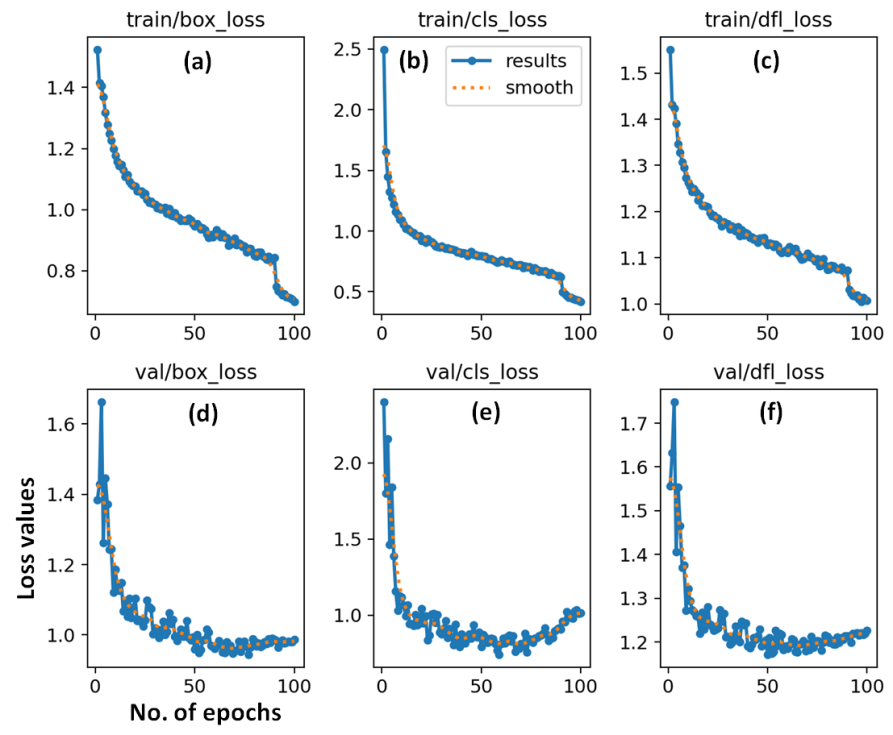 train/box_loss
train/cls_loss
train/dfl_loss
(a)
(b)
(c)
results
smooth
1.4
1.2
1.0
0.8
2.5
2.0
1.5
1.0
0.5
1.5
1.4
1.3
1.2
1.1
1.0
0
50
100
0
50
100
0
50
100
val/box_loss
val/cls_loss
val/dfl_loss
(d)
(e)
(f)
Loss values
1.6
1.4
1.2
1.0
2.0
1.5
1.0
1.7
1.6
1.5
1.4
1.3
1.2
0
50
100
0
50
100
0
50
100
No. of epochs